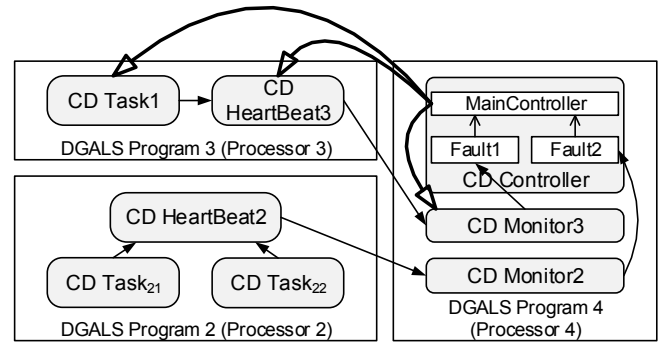 CD Task1
CD
HeartBeat3
DGALS Program 3 (Processor 3)
CD HeartBeat2
CD Task21
CD Task22
DGALS Program 2 (Processor 2)
MainController
Fault1
Fault2
CD Controller
CD Monitor3
CD Monitor2
DGALS Program 4
(Processor 4)